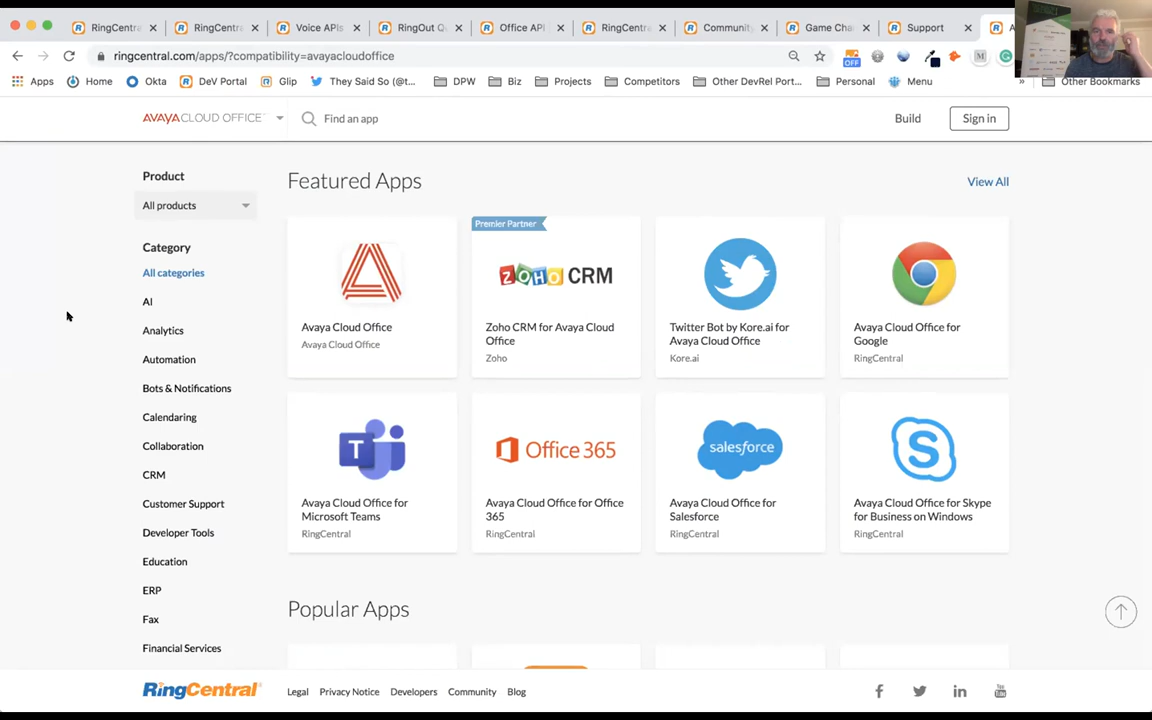 RingCentra
RingCentra
Voice APIs
RingOut Q
Office API
RingCentre
Community
Game Cha
Support
ringcentral.com/apps/?compatibility=avayacloudoffice
OFF
M
Apps
Home
Okta
DeV Portal
Glip
They Said So (@t...
DPW
Biz
Projects
Competitors
Other DevRel Port...
Personal
Menu
»
Other Bookmarks
AVAYA CLOUD OFFICE
Find an app
Build
Sign in
Product
All products
Category
All categories
AI
Analytics
Automation
Bots & Notifications
Calendaring
Collaboration
CRM
Customer Support
Developer Tools
Education
ERP
Fax
Financial Services
Featured Apps
View All
Avaya Cloud Office
Avaya Cloud Office
Premier Partner
ZOHO CRM
Zoho CRM for Avaya Cloud
Office
Zoho
Twitter Bot by Kore.ai for
Avaya Cloud Office
Kore.ai
Avaya Cloud Office for
Google
RingCentral
T
Avaya Cloud Office for
Microsoft Teams
RingCentral
Office 365
Avaya Cloud Office for Office
365
RingCentral
salesforce
Avaya Cloud Office for
Salesforce
RingCentral
S
Avaya Cloud Office for Skype
for Business on Windows
RingCentral
Popular Apps
RingCentral
Legal
Privacy Notice
Developers
Community
Blog